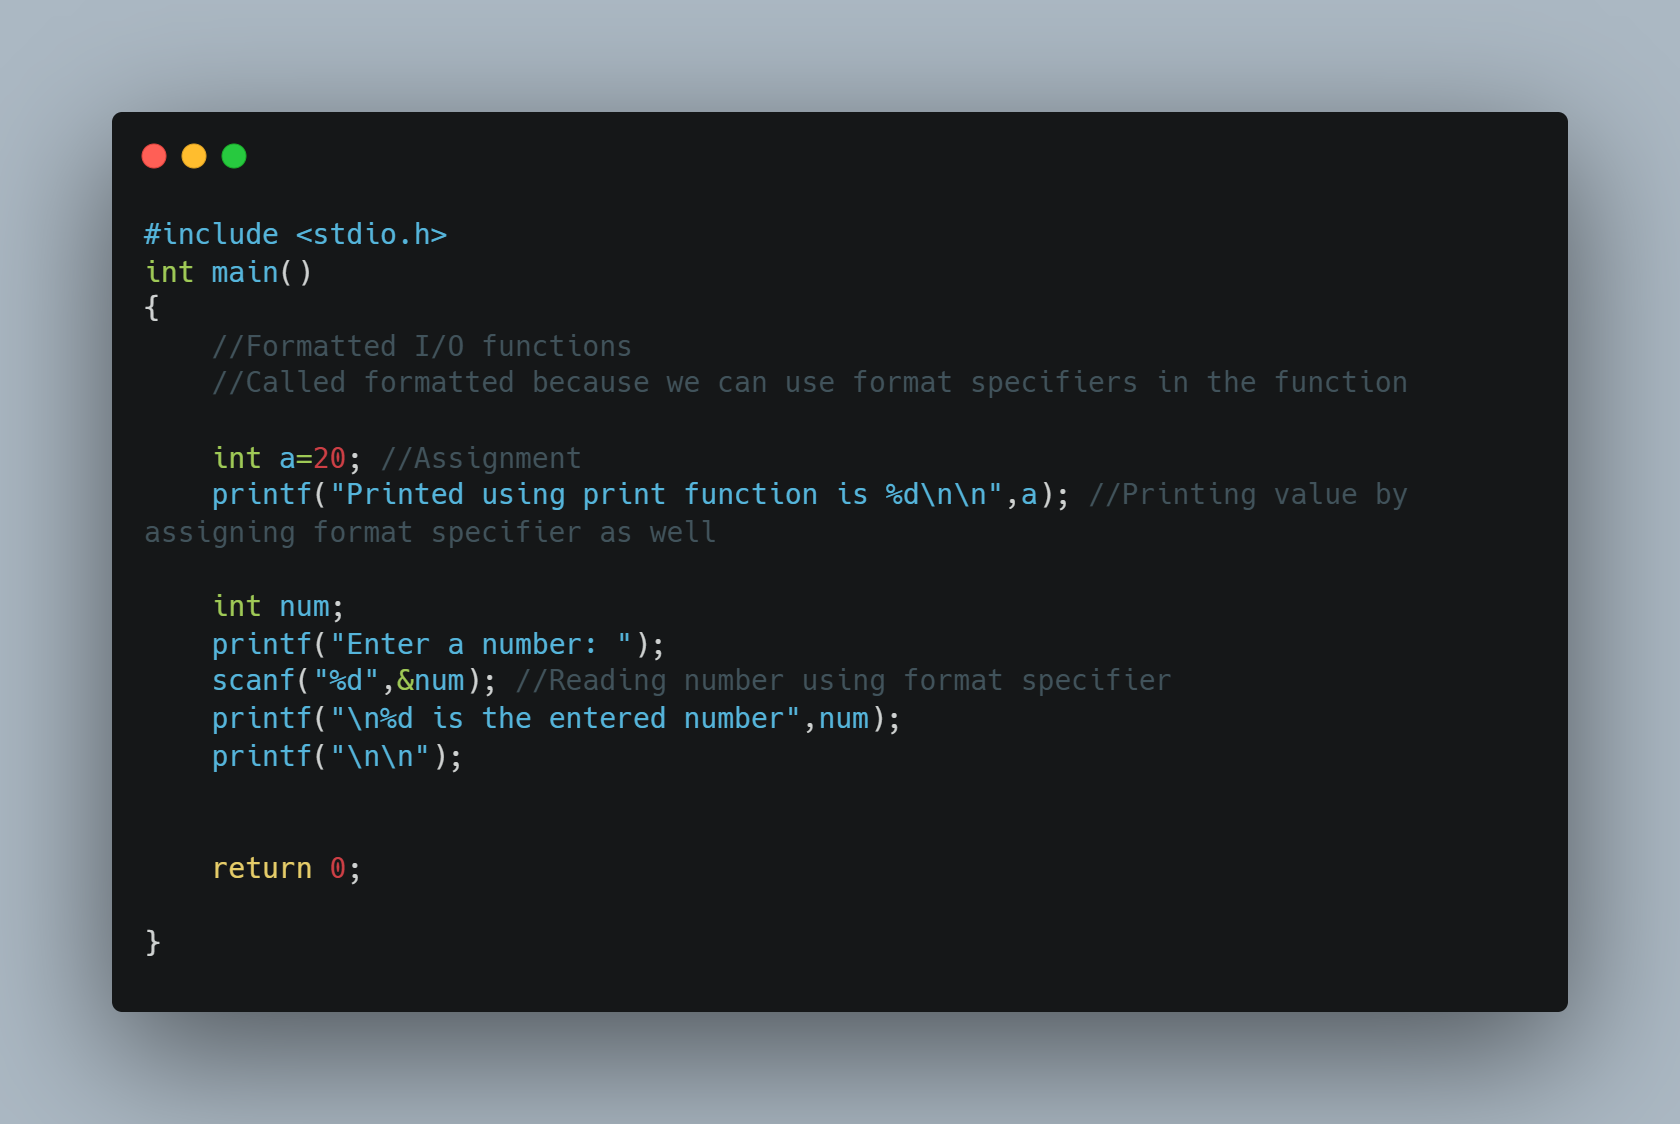 #include <stdio.h>
int main()
{
    //Formatted I/O functions
    //Called formatted because we can use format specifiers in the function

    int a=20; //Assignment
    printf("Printed using print function is %d\n\n",a); //Printing value by
assigning format specifier as well

    int num;
    printf("Enter a number: ");
    scanf("%d",&num); //Reading number using format specifier
    printf("\n%d is the entered number",num);
    printf("\n\n");


    return 0;

}